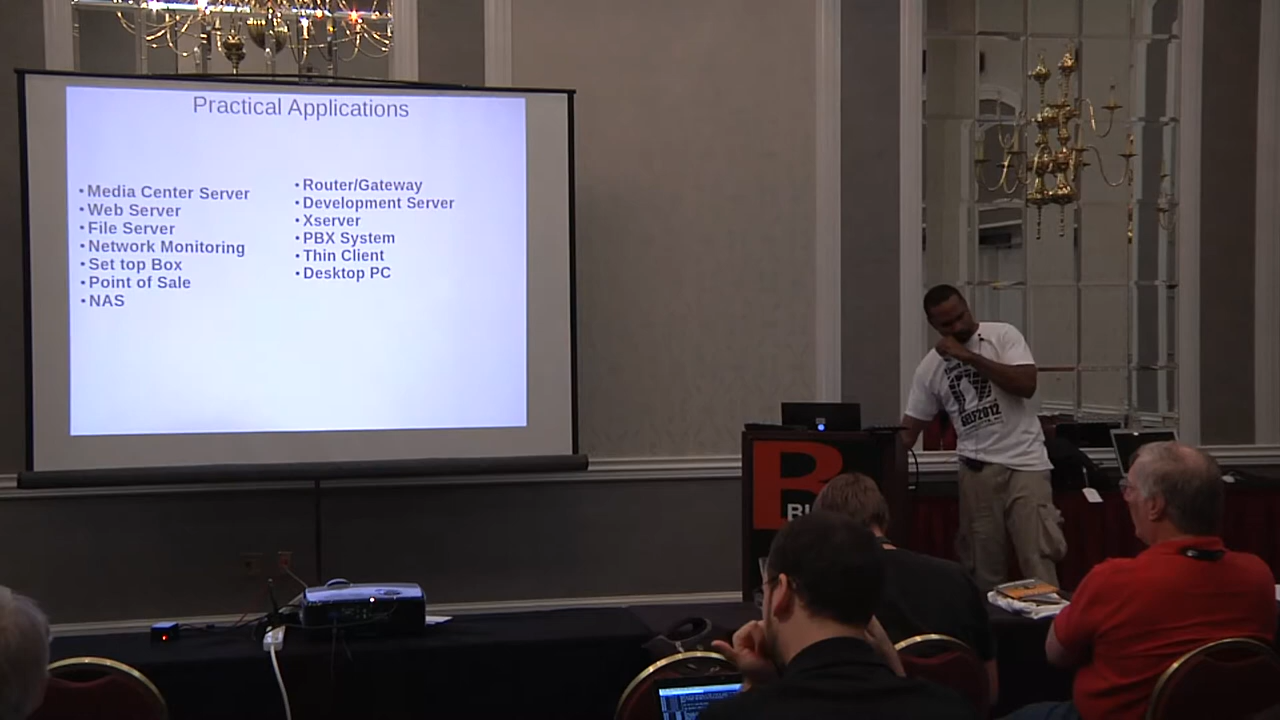 Practical Applications
• Media Center Server
• Web Server
• File Server
• Network Monitoring
• Set top Box
• Point of Sale
• NAS
• Router/Gateway
• Development Server
• Xserver
• PBX System
• Thin Client
• Desktop PC
SELF2012
B